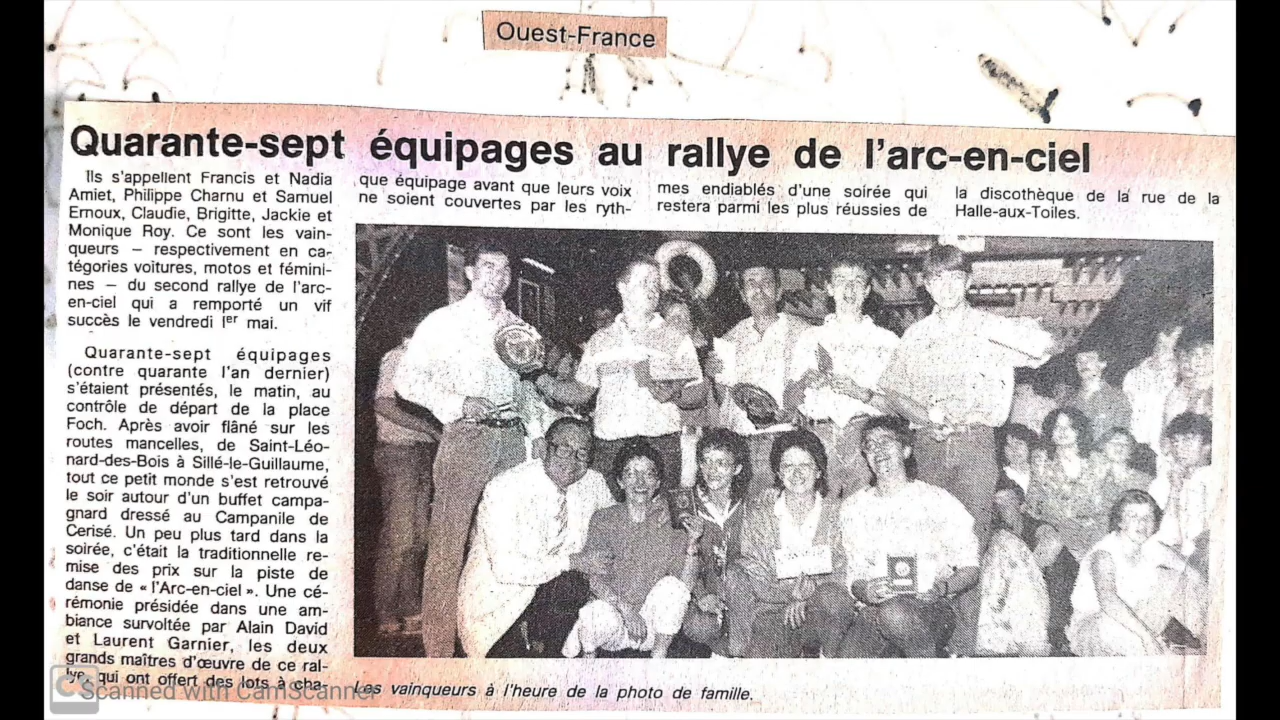 Ouest-France
Quarante-sept équipages au rallye de l'arc-en-ciel
Ils s'appellent Francis et Nadia
Amiet, Philippe Charnu et Samuel
Ernoux, Claudie, Brigitte, Jackie et
Monique Roy. Ce sont les vain-
queurs — respectivement en ca-
tégories voitures, motos et fémini-
nes — du second rallye de l'arc-
en-ciel qui a remporté un vif
succès le vendredi 1er mai.
Quarante-sept équipages
(contre quarante l'an dernier)
s'étaient présentés, le matin, au
contrôle de départ de la place
Foch. Après avoir flâné sur les
routes mancelles, de Saint-Léo-
nard-des-Bois à Sillé-le-Guillaume,
tout ce petit monde s'est retrouvé
le soir autour d'un buffet campa-
gnard dressé au Campanile de
Cerisé. Un peu plus tard dans la
soirée, c'était la traditionnelle re-
mise des prix sur la piste de
danse de « l'Arc-en-ciel ». Une cé-
rémonie présidée dans une am-
biance survoltée par Alain David
et Laurent Garnier, les deux
grands maîtres d'œuvre de ce ral-
lye, qui ont offert des lots à cha-
que équipage avant que leurs voix
ne soient couvertes par les ryth-
mes endiablés d'une soirée qui
restera parmi les plus réussies de
la discothèque de la rue de la
Halle-aux-Toiles.
Les vainqueurs à l'heure de la photo de famille.
CS Scanned with CamScanner